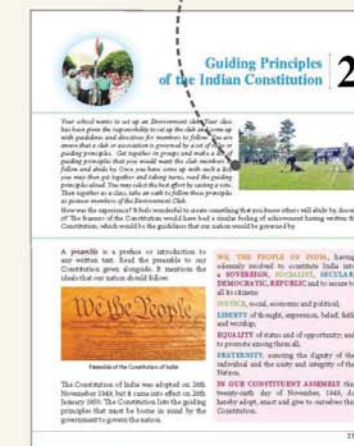 Guiding Principles
of the Indian Constitution
2
Your school wants to set up an Environment club. Your class
has been given the responsibility to set up the club and come up
with guidelines and directives for members to follow. You are
aware that a club or association is governed by a set of rules or
guiding principles. Get together in groups and make a list of
guiding principles that you would want the club members to
follow and abide by. Once you have come up with such a list
you may then get together and taking turns, read the guiding
principles aloud. You may select the best effort by casting a vote.
Then together as a class, take an oath to follow these principles
as pioneer members of the Environment Club.
How was the experience? It feels wonderful to create something that you know others will abide by,
it? The framers of the Constitution would have had a similar feeling of achievement having written the
Constitution, which would be the guidelines that our nation would be governed by.
A preamble is a preface or introduction to
any written text. Read the preamble to our
Constitution given alongside. It mentions the
ideals that our nation should follow.
We the People
Preamble of the Constitution of India
The Constitution of India was adopted on 26th
November 1949, but it came into effect on 26th
January 1950. The Constitution lists the guiding
principles that must be borne in mind by the
government to govern the nation.
WE, THE PEOPLE OF INDIA, having
solemnly resolved to constitute India into
a SOVEREIGN, SOCIALIST, SECULAR,
DEMOCRATIC, REPUBLIC and to secure to
all its citizens:
JUSTICE, social, economic and political;
LIBERTY of thought, expression, belief, faith
and worship;
EQUALITY of status and of opportunity; and
to promote among them all;
FRATERNITY, assuring the dignity of the
individual and the unity and integrity of the
Nation;
IN OUR CONSTITUENT ASSEMBLY this
twenty-sixth day of November, 1949, do
hereby adopt, enact and give to ourselves this
Constitution.